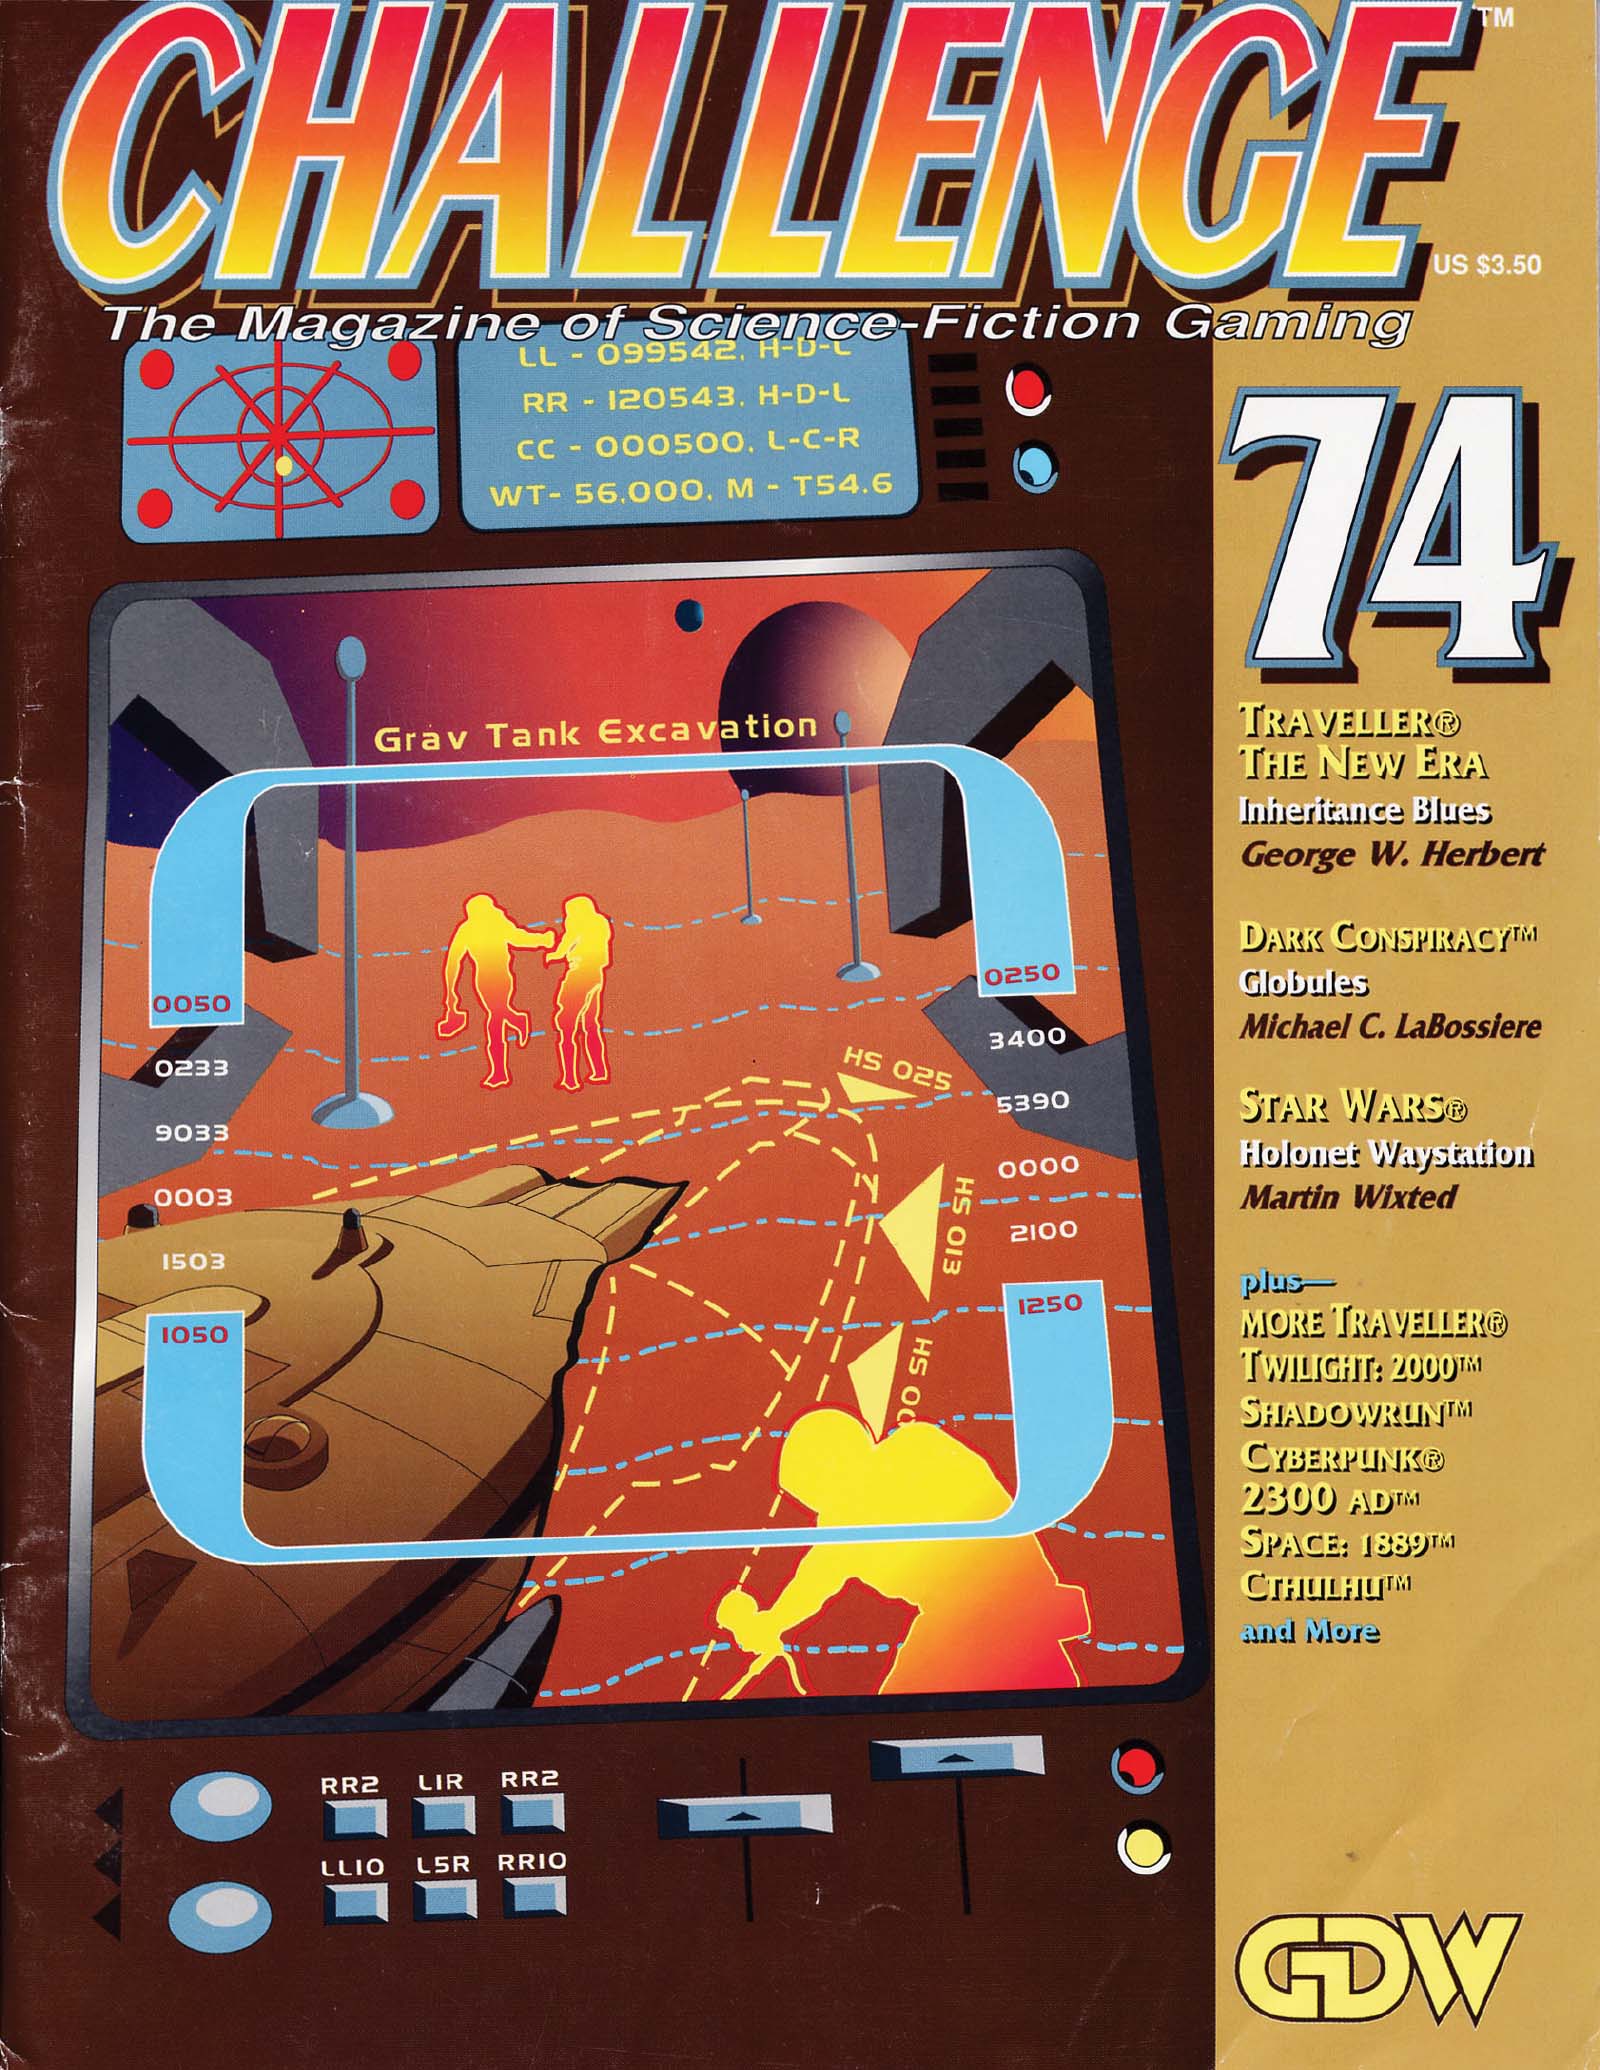 CHALLENGE™
US $3.50
The Magazine of Science-Fiction Gaming
LL - 099542, H-D-L
RR - 120543, H-D-L
CC - 000500, L-C-R
WT- 56,000, M - T54.6
74
Grav Tank Excavation
0050
0233
9033
0003
1503
1050
0250
3400
5390
0000
2100
1250
HS 025
HS 013
HS 00
RR2 L1R RR2
LL10 L5R RR10
TRAVELLER®
THE NEW ERA
Inheritance Blues
George W. Herbert
DARK CONSPIRACY™
Globules
Michael C. LaBossiere
STAR WARS®
Holonet Waystation
Martin Wixted
plus—
MORE TRAVELLER®
TWILIGHT: 2000™
SHADOWRUN™
CYBERPUNK®
2300 AD™
SPACE: 1889™
CTHULHU™
and More
GDW